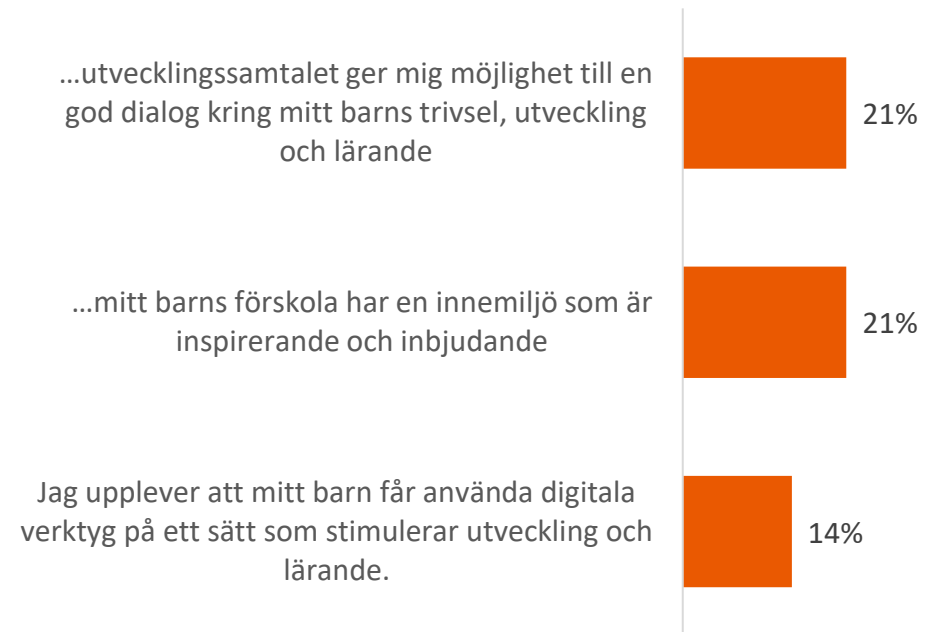 …utvecklingssamtalet ger mig möjlighet till en
god dialog kring mitt barns trivsel, utveckling
och lärande
21%
…mitt barns förskola har en innemiljö som är
inspirerande och inbjudande
21%
Jag upplever att mitt barn får använda digitala
verktyg på ett sätt som stimulerar utveckling och
lärande.
14%